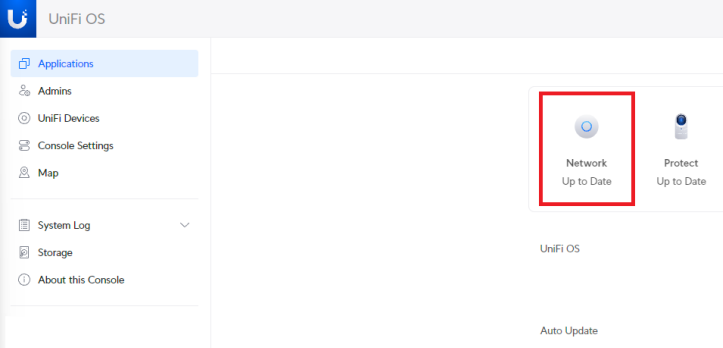 UniFi OS
Applications
Admins
UniFi Devices
Console Settings
Map
System Log
Storage
About this Console
Network
Up to Date
Protect
Up to Date
UniFi OS
Auto Update